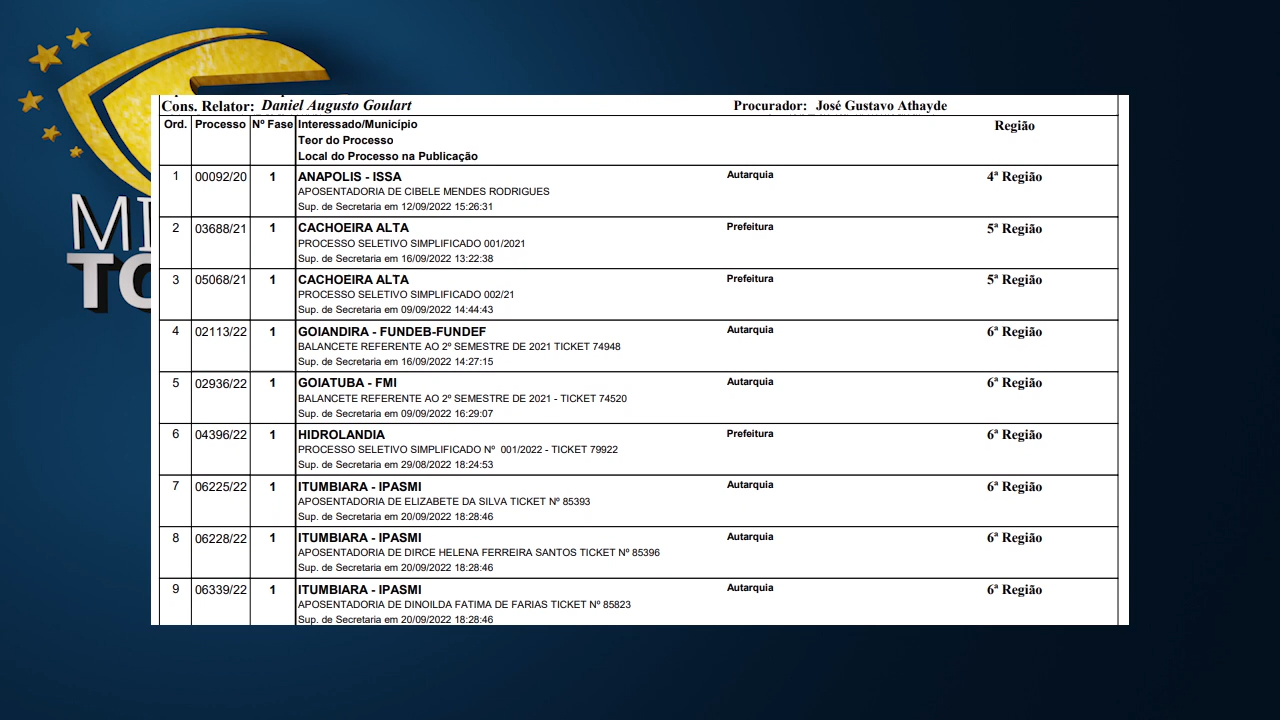 Cons. Relator: Daniel Augusto Goulart Procurador: José Gustavo Athayde
Ord. Processo Nº Fase Interessado/Município Região
Teor do Processo
Local do Processo na Publicação
1 00092/20 1 ANAPOLIS - ISSA Autarquia 4ª Região
APOSENTADORIA DE CIBELE MENDES RODRIGUES
Sup. de Secretaria em 12/09/2022 15:26:31
2 03688/21 1 CACHOEIRA ALTA Prefeitura 5ª Região
PROCESSO SELETIVO SIMPLIFICADO 001/2021
Sup. de Secretaria em 16/09/2022 13:22:38
3 05068/21 1 CACHOEIRA ALTA Prefeitura 5ª Região
PROCESSO SELETIVO SIMPLIFICADO 002/21
Sup. de Secretaria em 09/09/2022 14:44:43
4 02113/22 1 GOIANDIRA - FUNDEB-FUNDEF Autarquia 6ª Região
BALANCETE REFERENTE AO 2º SEMESTRE DE 2021 TICKET 74948
Sup. de Secretaria em 16/09/2022 14:27:15
5 02936/22 1 GOIATUBA - FMI Autarquia 6ª Região
BALANCETE REFERENTE AO 2º SEMESTRE DE 2021 - TICKET 74520
Sup. de Secretaria em 09/09/2022 16:29:07
6 04396/22 1 HIDROLANDIA Prefeitura 6ª Região
PROCESSO SELETIVO SIMPLIFICADO Nº 001/2022 - TICKET 79922
Sup. de Secretaria em 29/08/2022 18:24:53
7 06225/22 1 ITUMBIARA - IPASMI Autarquia 6ª Região
APOSENTADORIA DE ELIZABETE DA SILVA TICKET Nº 85393
Sup. de Secretaria em 20/09/2022 18:28:46
8 06228/22 1 ITUMBIARA - IPASMI Autarquia 6ª Região
APOSENTADORIA DE DIRCE HELENA FERREIRA SANTOS TICKET Nº 85396
Sup. de Secretaria em 20/09/2022 18:28:46
9 06339/22 1 ITUMBIARA - IPASMI Autarquia 6ª Região
APOSENTADORIA DE DINOILDA FATIMA DE FARIAS TICKET Nº 85823
Sup. de Secretaria em 20/09/2022 18:28:46